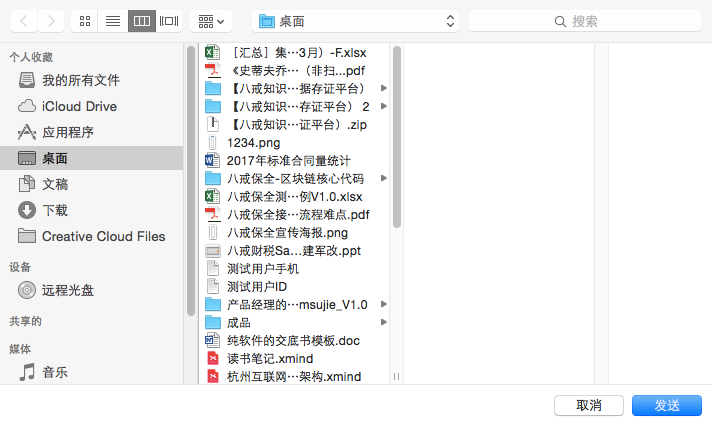 桌面
搜索
个人收藏
我的所有文件
iCloud Drive
应用程序
桌面
文稿
下载
Creative Cloud Files
设备
远程光盘
共享的
媒体
音乐
［汇总］集…3月）-F.xlsx
《史蒂夫乔…（非扫...pdf
【八戒知识…据存证平台）
【八戒知识…存证平台） 2
【八戒知识…证平台）.zip
1234.png
2017年标准合同量统计
八戒保全-区块链核心代码
八戒保全测…例V1.0.xlsx
八戒保全接…流程难点.pdf
八戒保全宣传海报.png
八戒财税Sa…建军改.ppt
测试用户手机
测试用户ID
产品经理的…msujie_V1.0
成品
纯软件的交底书模板.doc
读书笔记.xmind
杭州互联网…架构.xmind
取消
发送